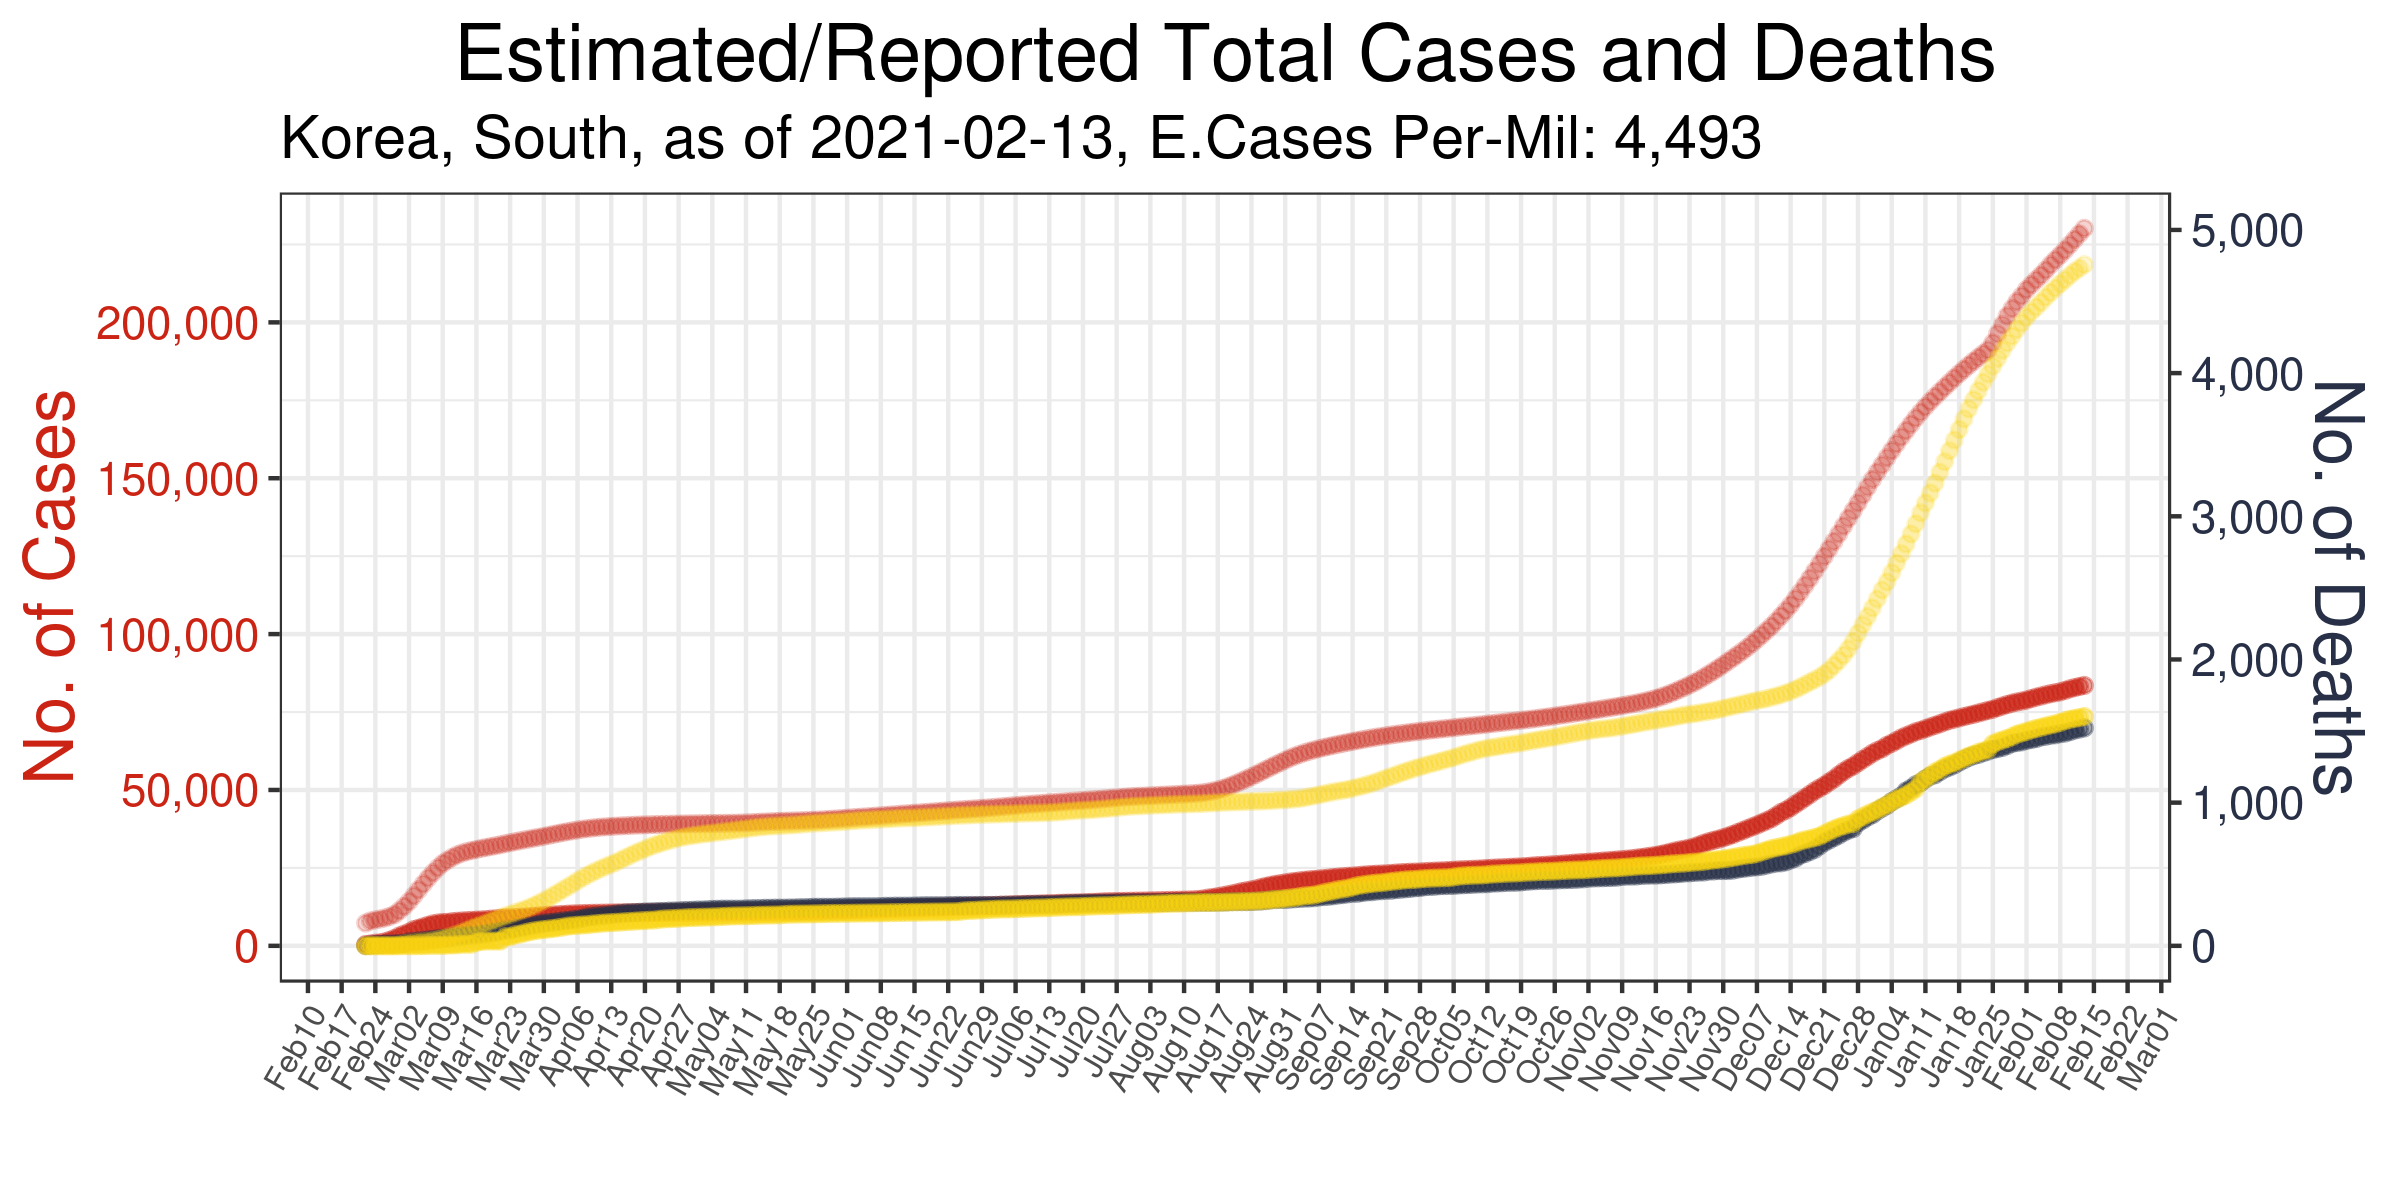 Estimated/Reported Total Cases and Deaths
Korea, South, as of 2021-02-13, E.Cases Per-Mil: 4,493
No. of Cases
200,000
150,000
100,000
50,000
0
5,000
4,000
3,000
2,000
1,000
0
No. of Deaths
Feb10
Feb17
Feb24
Mar02
Mar09
Mar16
Mar23
Mar30
Apr06
Apr13
Apr20
Apr27
May04
May11
May18
May25
Jun01
Jun08
Jun15
Jun22
Jun29
Jul06
Jul13
Jul20
Jul27
Aug03
Aug10
Aug17
Aug24
Aug31
Sep07
Sep14
Sep21
Sep28
Oct05
Oct12
Oct19
Oct26
Nov02
Nov09
Nov16
Nov23
Nov30
Dec07
Dec14
Dec21
Dec28
Jan04
Jan11
Jan18
Jan25
Feb01
Feb08
Feb15
Feb22
Mar01